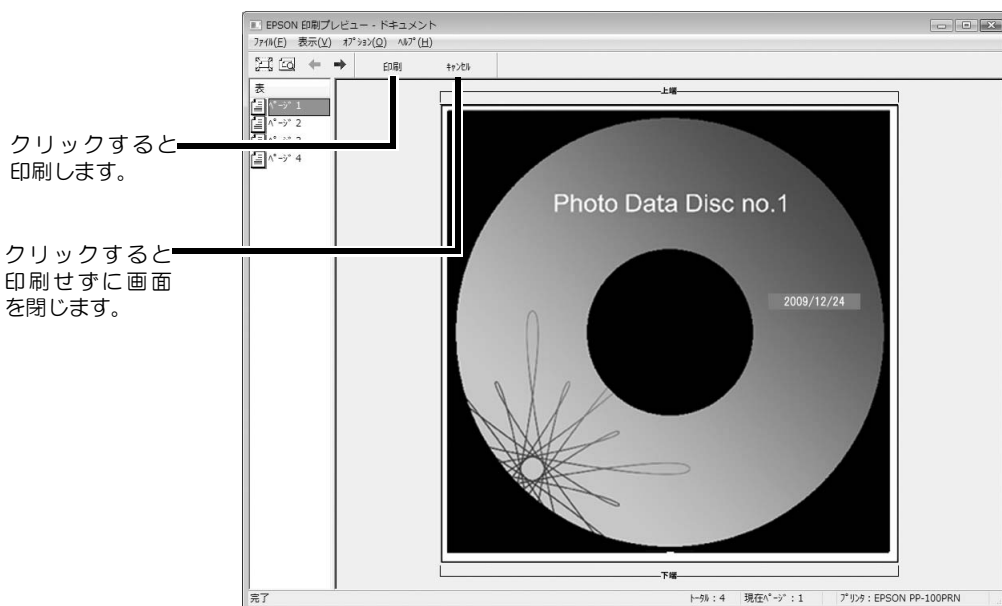 EPSON 印刷プレビュー - ドキュメント
ファイル(F) 表示(V) オプション(O) ヘルプ(H)
印刷 キャンセル
表
ページ 1
ページ 2
ページ 3
ページ 4
クリックすると
印刷します。
クリックすると
印刷せずに画面
を閉じます。
上端
Photo Data Disc no.1
2009/12/24
下端
完了
トータル : 4 現在ページ : 1 プリンタ : EPSON PP-100PRN